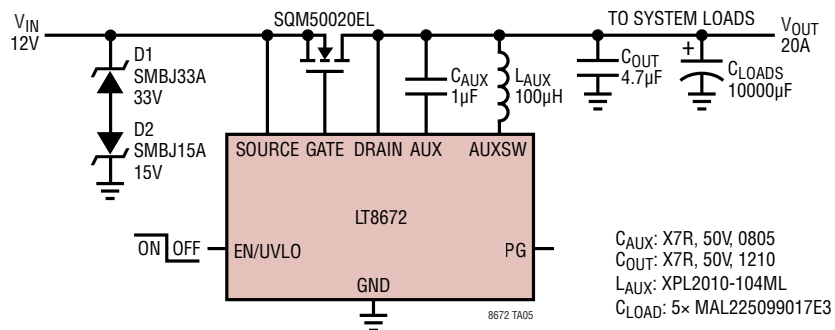 VIN
12V
D1
SMBJ33A
33V
D2
SMBJ15A
15V
SQM50020EL
CAUX
1µF
LAUX
100µH
TO SYSTEM LOADS
COUT
4.7µF
+
CLOADS
10000µF
VOUT
20A
SOURCE GATE DRAIN AUX AUXSW
LT8672
ON OFF
EN/UVLO
PG
GND
8672 TA05
CAUX: X7R, 50V, 0805
COUT: X7R, 50V, 1210
LAUX: XPL2010-104ML
CLOAD: 5× MAL225099017E3